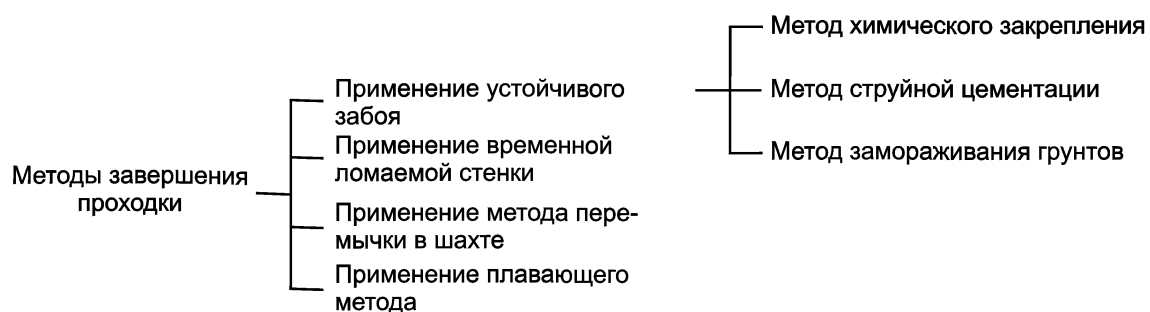 Методы завершения
проходки
Применение устойчивого
забоя
Применение временной
ломаемой стенки
Применение метода пере-
мычки в шахте
Применение плавающего
метода
Метод химического закрепления
Метод струйной цементации
Метод замораживания грунтов